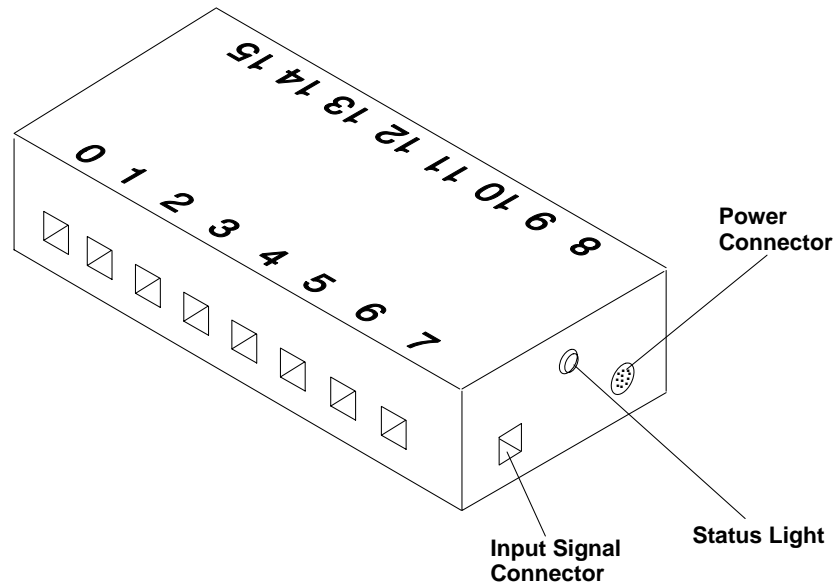 15 14 13 12 11 10 9 8
0 1 2 3 4 5 6 7
Power
Connector
Status Light
Input Signal
Connector